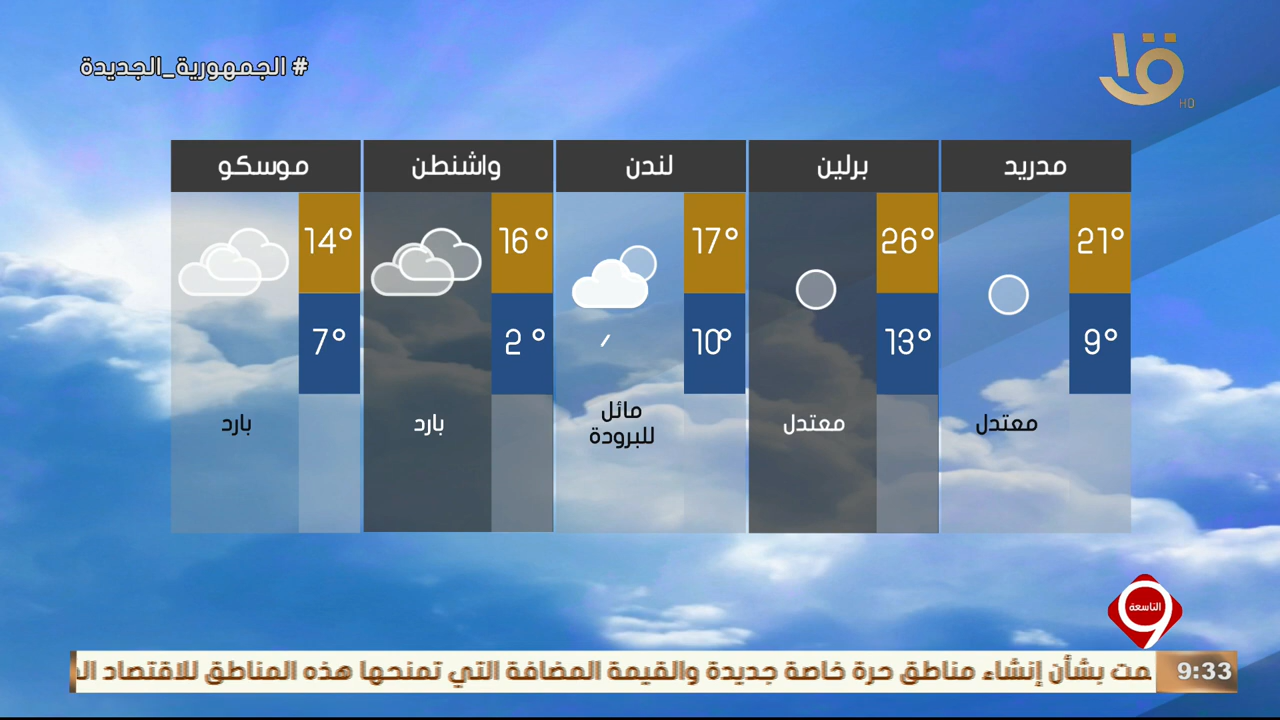 # الجمهورية_الجديدة
HD
مدريد
21°
9°
معتدل
برلين
26°
13°
معتدل
لندن
17°
10°
مائل
للبرودة
واشنطن
16°
2°
بارد
موسكو
14°
7°
بارد
التاسعة
9
9:33
بشأن إنشاء مناطق حرة خاصة جديدة والقيمة المضافة التي تمنحها هذه المناطق للاقتصاد